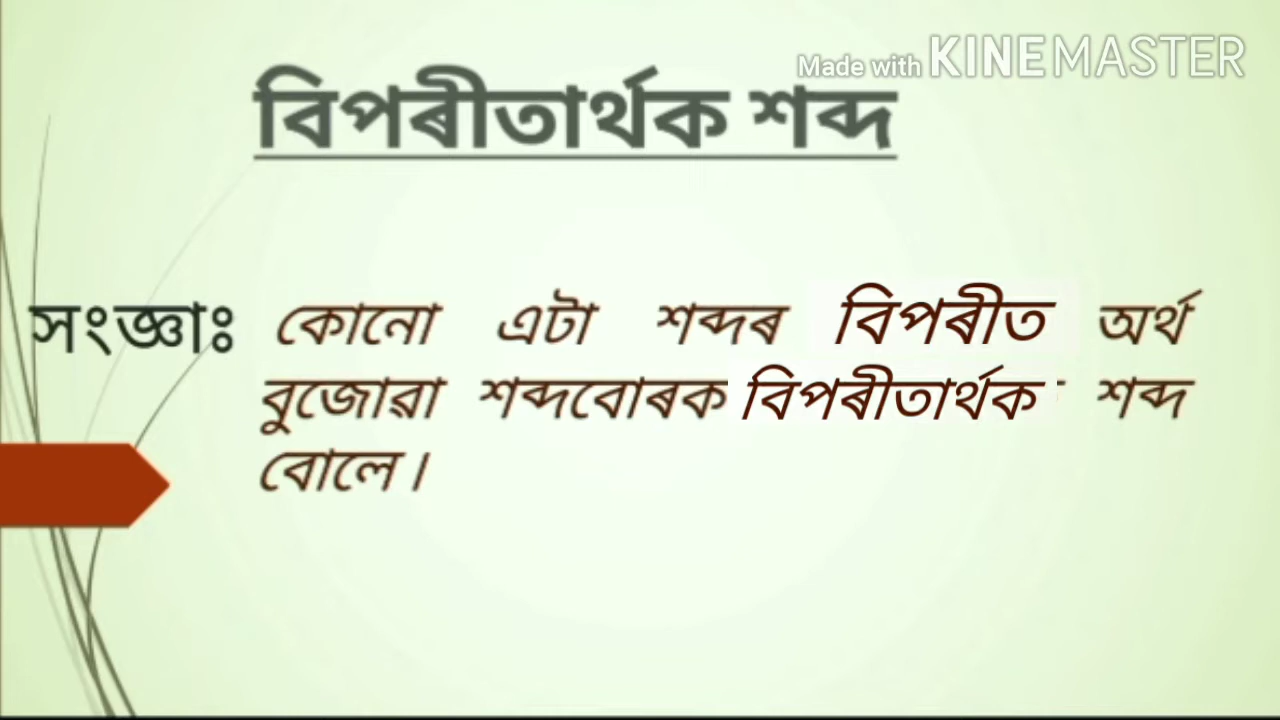 Made with KINEMASTER
বিপৰীতাৰ্থক শব্দ
সংজ্ঞাঃ কোনো এটা শব্দৰ বিপৰীত অৰ্থ
বুজোৱা শব্দবোৰক বিপৰীতাৰ্থক শব্দ
বোলে।